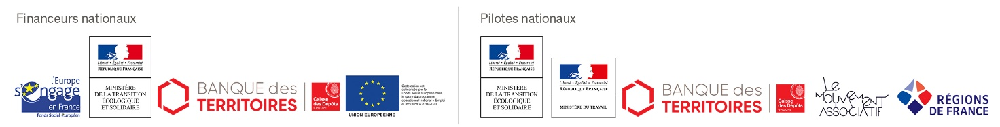 Financeurs nationaux
l'Europe
s'engage
en France
Fonds Social Européen
Liberté • Égalité • Fraternité
RÉPUBLIQUE FRANÇAISE
MINISTÈRE
DE LA TRANSITION
ÉCOLOGIQUE
ET SOLIDAIRE
BANQUE des
TERRITOIRES
Caisse
des Dépôts
GROUPE
UNION EUROPEENNE
Cette action est
cofinancée par le
Fonds social européen dans
le cadre du programme
opérationnel national « Emploi
et Inclusion » 2014-2020
Pilotes nationaux
Liberté • Égalité • Fraternité
RÉPUBLIQUE FRANÇAISE
MINISTÈRE
DE LA TRANSITION
ÉCOLOGIQUE
ET SOLIDAIRE
Liberté • Égalité • Fraternité
RÉPUBLIQUE FRANÇAISE
MINISTÈRE DU TRAVAIL
BANQUE des
TERRITOIRES
Caisse
des Dépôts
GROUPE
Le
MOUVEMENT
ASSOCIATIF
RÉGIONS
DE FRANCE